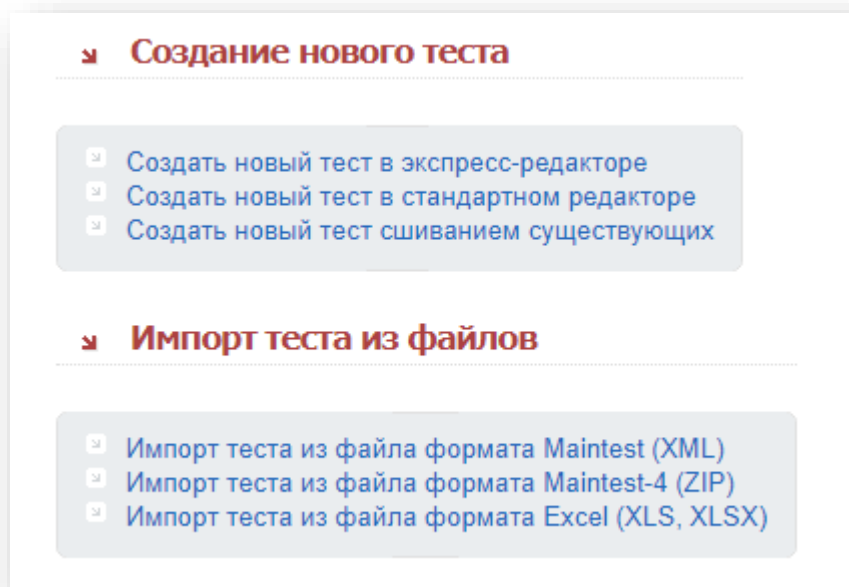 Создание нового теста
Создать новый тест в экспресс-редакторе
Создать новый тест в стандартном редакторе
Создать новый тест сшиванием существующих
Импорт теста из файлов
Импорт теста из файла формата Maintest (XML)
Импорт теста из файла формата Maintest-4 (ZIP)
Импорт теста из файла формата Excel (XLS, XLSX)